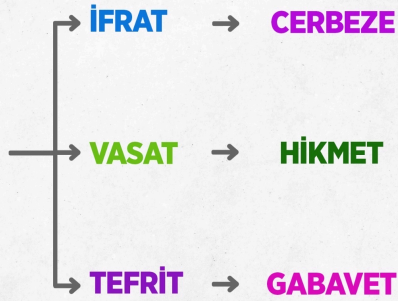 İFRAT → CERBEZE
VASAT → HİKMET
TEFRİT → GABAVET